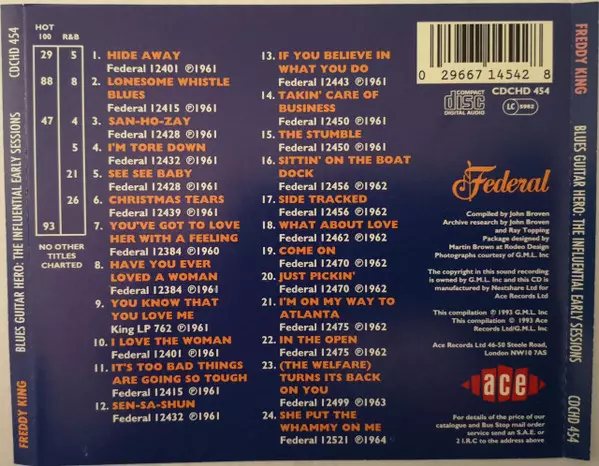 FREDDY KING BLUES GUITAR HERO: THE INFLUENTIAL EARLY SESSIONS CDCHD 454
HOT
100 R&B
29 5
88 8
47 4
5
21
26
93
NO OTHER
TITLES
CHARTED
1. HIDE AWAY
Federal 12401 ℗1961
2. LONESOME WHISTLE
BLUES
Federal 12415 ℗1961
3. SAN-HO-ZAY
Federal 12428 ℗1961
4. I'M TORE DOWN
Federal 12432 ℗1961
5. SEE SEE BABY
Federal 12428 ℗1961
6. CHRISTMAS TEARS
Federal 12439 ℗1961
7. YOU'VE GOT TO LOVE
HER WITH A FEELING
Federal 12384 ℗1960
8. HAVE YOU EVER
LOVED A WOMAN
Federal 12384 ℗1961
9. YOU KNOW THAT
YOU LOVE ME
King LP 762 ℗1961
10. I LOVE THE WOMAN
Federal 12401 ℗1961
11. IT'S TOO BAD THINGS
ARE GOING SO TOUGH
Federal 12415 ℗1961
12. SEN-SA-SHUN
Federal 12432 ℗1961
13. IF YOU BELIEVE IN
WHAT YOU DO
Federal 12443 ℗1961
14. TAKIN' CARE OF
BUSINESS
Federal 12450 ℗1961
15. THE STUMBLE
Federal 12450 ℗1961
16. SITTIN' ON THE BOAT
DOCK
Federal 12456 ℗1962
17. SIDE TRACKED
Federal 12456 ℗1962
18. WHAT ABOUT LOVE
Federal 12462 ℗1962
19. COME ON
Federal 12470 ℗1962
20. JUST PICKIN'
Federal 12470 ℗1962
21. I'M ON MY WAY TO
ATLANTA
Federal 12475 ℗1962
22. IN THE OPEN
Federal 12475 ℗1962
23. (THE WELFARE)
TURNS ITS BACK
ON YOU
Federal 12499 ℗1963
24. SHE PUT THE
WHAMMY ON ME
Federal 12521 ℗1964
0 29667 14542 8
COMPACT
disc
DIGITAL AUDIO
CDCHD 454
LC 5982
Federal
Compiled by John Broven
Archive research by John Broven
and Ray Topping
Package designed by
Martin Brown at Rodeo Design
Photographs courtesy of G.M.L. Inc
The copyright in this sound recording
is owned by G.M.L. Inc and this CD is
manufactured by Nestshare Ltd for
Ace Records Ltd
This compilation ℗ 1993 G.M.L. Inc
This compilation © 1993 Ace
Records Ltd/G.M.L. Inc
Ace Records Ltd 46-50 Steele Road,
London NW10 7AS
ace
For details of the price of our
catalogue and Bus Stop mail order
service send an S.A.E. or
2 I.R.C to the address above
FREDDY KING BLUES GUITAR HERO: THE INFLUENTIAL EARLY SESSIONS CDCHD 454